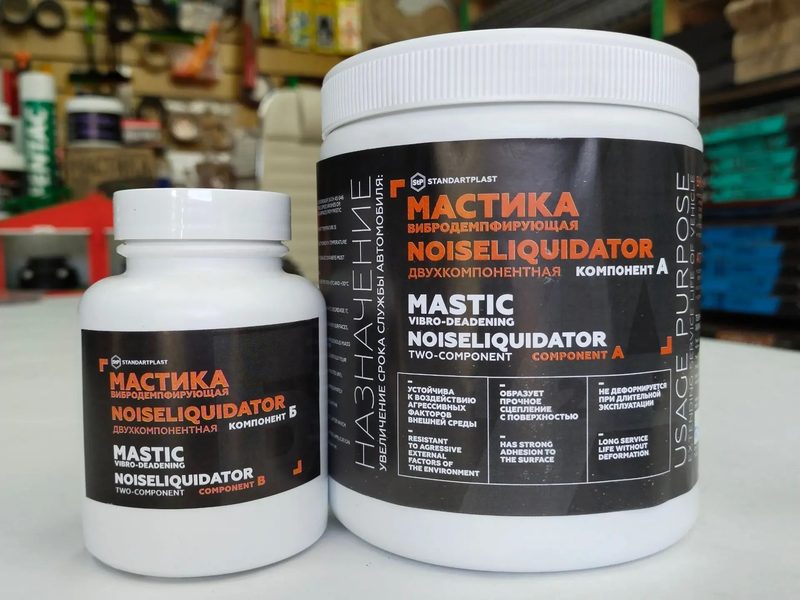 StP STANDARTPLAST
МАСТИКА
ВИБРОДЕМПФИРУЮЩАЯ
NOISELIQUIDATOR
ДВУХКОМПОНЕНТНАЯ КОМПОНЕНТ Б
MASTIC
VIBRO-DEADENING
NOISELIQUIDATOR
TWO-COMPONENT COMPONENT B
НАЗНАЧЕНИЕ
УВЕЛИЧЕНИЕ СРОКА СЛУЖБЫ АВТОМОБИЛЯ:
StP STANDARTPLAST
МАСТИКА
ВИБРОДЕМПФИРУЮЩАЯ
NOISELIQUIDATOR
ДВУХКОМПОНЕНТНАЯ КОМПОНЕНТ А
MASTIC
VIBRO-DEADENING
NOISELIQUIDATOR
TWO-COMPONENT COMPONENT A
УСТОЙЧИВА
К ВОЗДЕЙСТВИЮ
АГРЕССИВНЫХ
ФАКТОРОВ
ВНЕШНЕЙ СРЕДЫ
RESISTANT
TO AGRESSIVE
EXTERNAL
FACTORS OF
THE ENVIRONMENT
ОБРАЗУЕТ
ПРОЧНОЕ
СЦЕПЛЕНИЕ
С ПОВЕРХНОСТЬЮ
HAS STRONG
ADHESION TO
THE SURFACE
НЕ ДЕФОРМИРУЕТСЯ
ПРИ ДЛИТЕЛЬНОЙ
ЭКСПЛУАТАЦИИ
LONG SERVICE
LIFE WITHOUT
DEFORMATION
USAGE PURPOSE